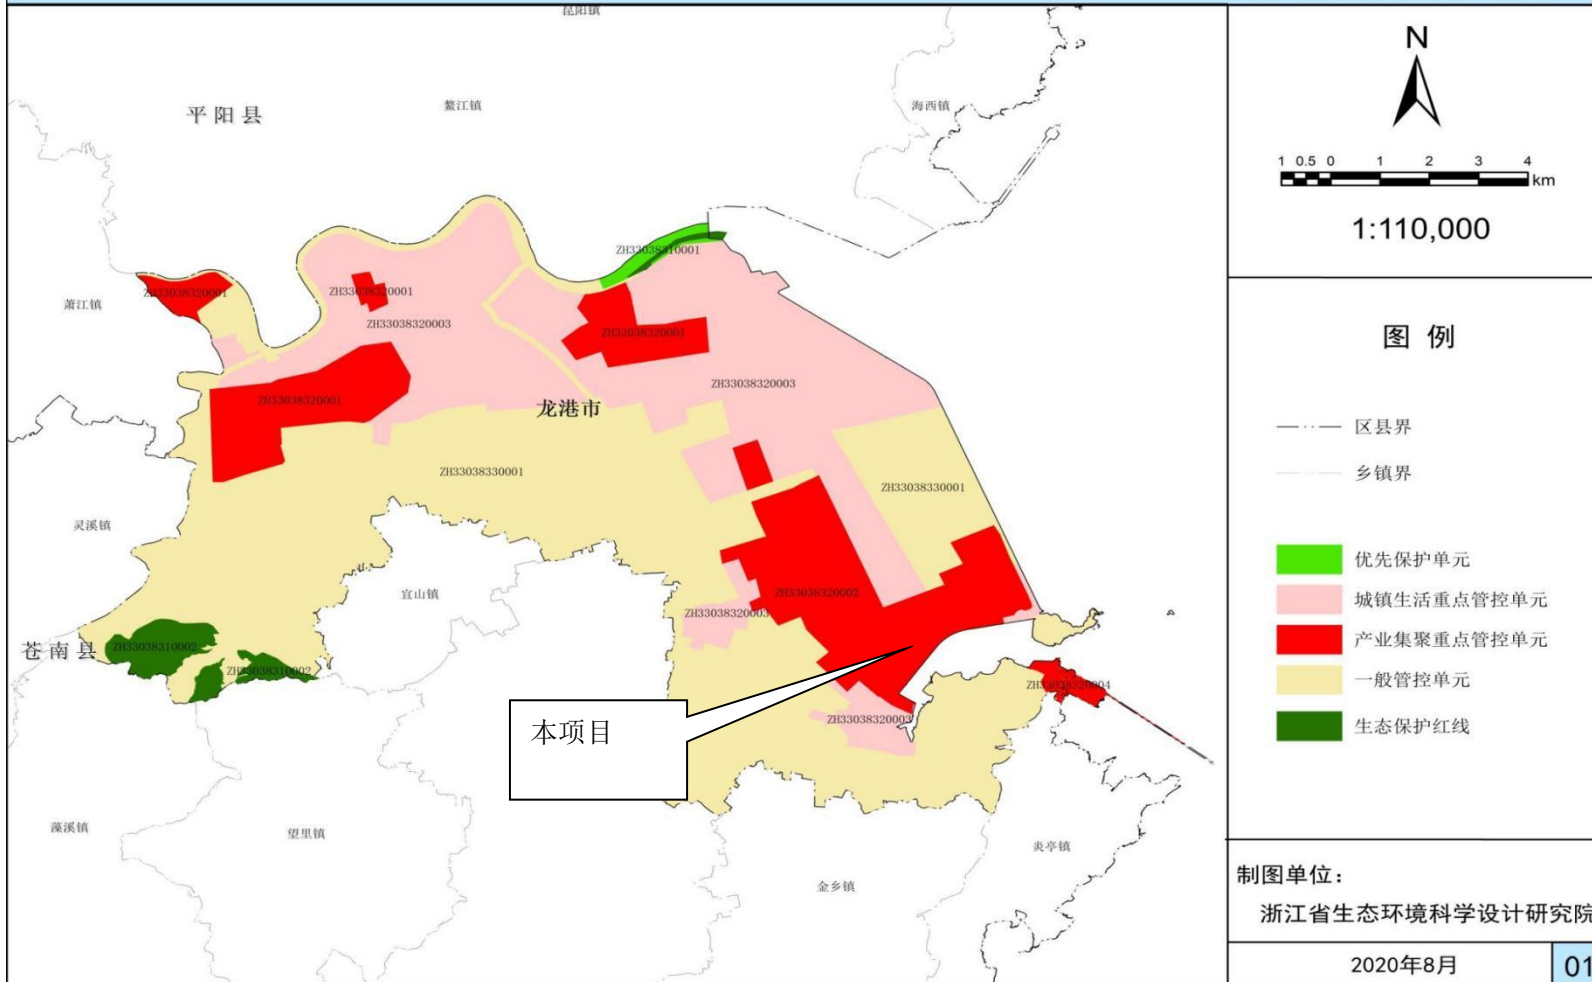 昆阳镇
平阳县
鳌江镇
海西镇
ZH33038310001
萧江镇
ZH33038320001
ZH33038320001
ZH33038320003
ZH33038320001
ZH33038320003
ZH33038320001
龙港市
ZH33038330001
ZH33038330001
灵溪镇
宜山镇
ZH33038320002
ZH33038320003
苍南县
ZH33038310002
ZH33038310002
ZH33038320004
ZH33038320003
本项目
藻溪镇
望里镇
炎亭镇
金乡镇
N
1 0.5 0 1 2 3 4
km
1:110,000
图 例
区县界
乡镇界
优先保护单元
城镇生活重点管控单元
产业集聚重点管控单元
一般管控单元
生态保护红线
制图单位：
浙江省生态环境科学设计研究院
2020年8月
01